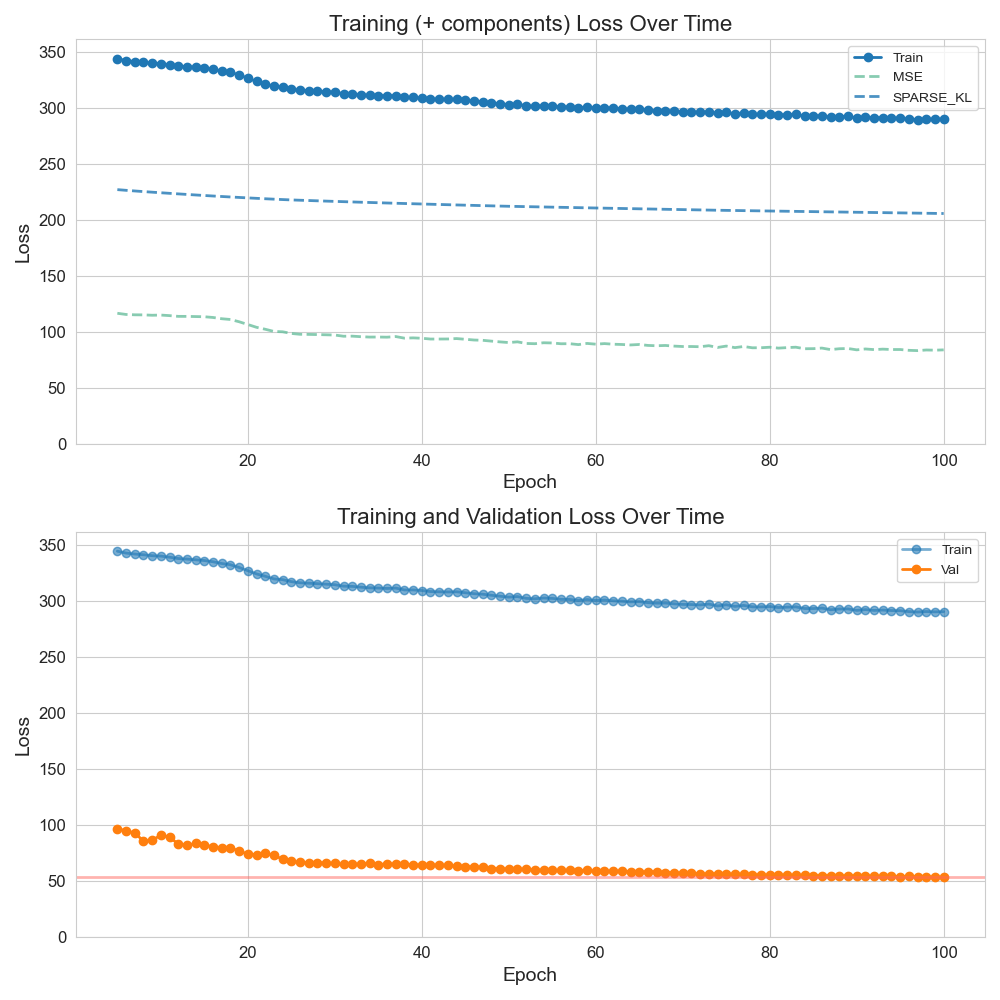 Training (+ components) Loss Over Time
350
300
250
200
150
100
50
0
Loss
Train
MSE
SPARSE_KL
20 40 60 80 100
Epoch
Training and Validation Loss Over Time
350
300
250
200
150
100
50
0
Loss
Train
Val
20 40 60 80 100
Epoch